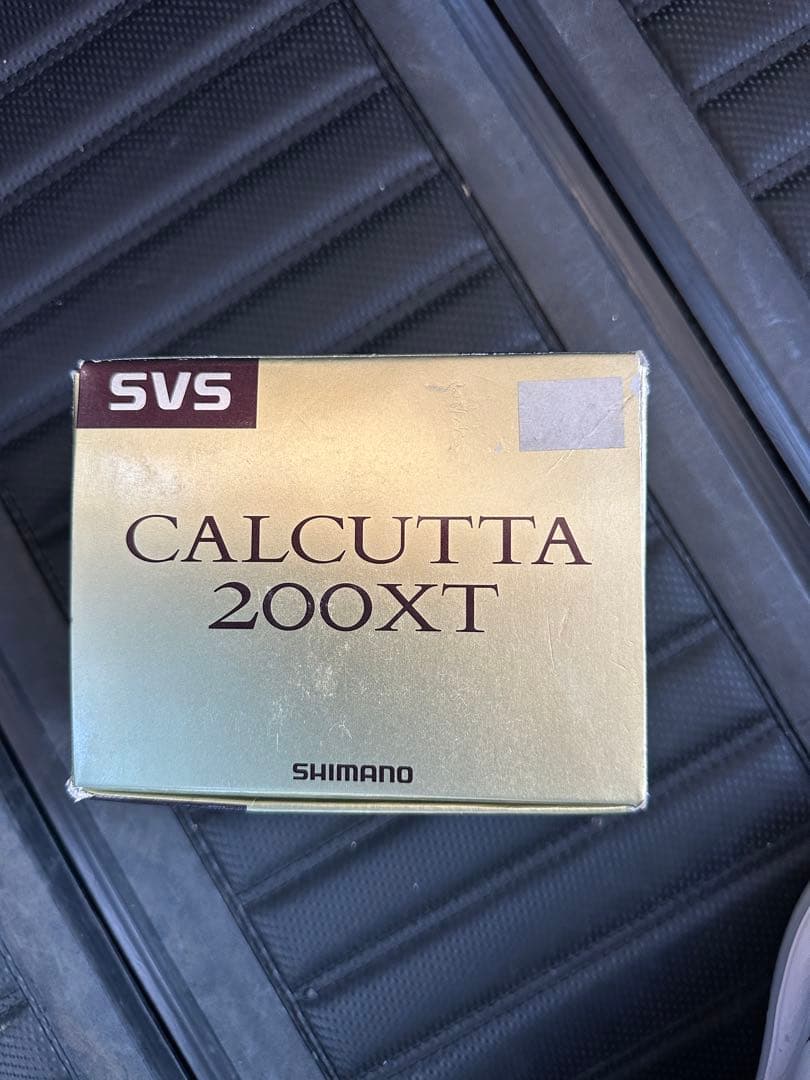 SVS
CALCUTTA
200XT
SHIMANO